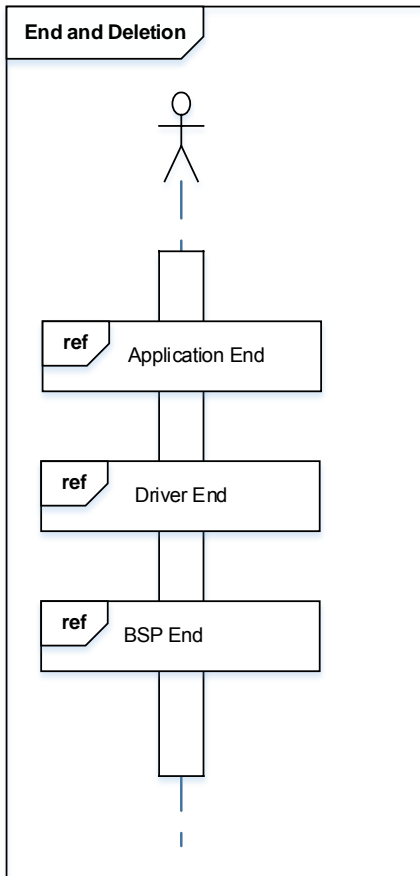 End and Deletion
ref
Application End
ref
Driver End
ref
BSP End